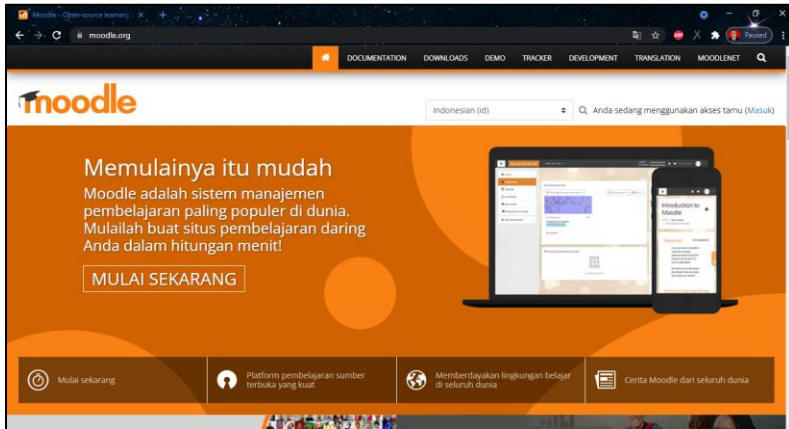 Moodle - Open-source learning
moodle.org
Paused
DOCUMENTATION DOWNLOADS DEMO TRACKER DEVELOPMENT TRANSLATION MOODLENET
moodle
Indonesian (id)
Anda sedang menggunakan akses tamu (Masuk)
Memulainya itu mudah
Moodle adalah sistem manajemen
pembelajaran paling populer di dunia.
Mulailah buat situs pembelajaran daring
Anda dalam hitungan menit!
MULAI SEKARANG
Introduction to
Moodle
Mulai sekarang
Platform pembelajaran sumber
terbuka yang kuat
Memberdayakan lingkungan belajar
di seluruh dunia
Cerita Moodle dari seluruh dunia